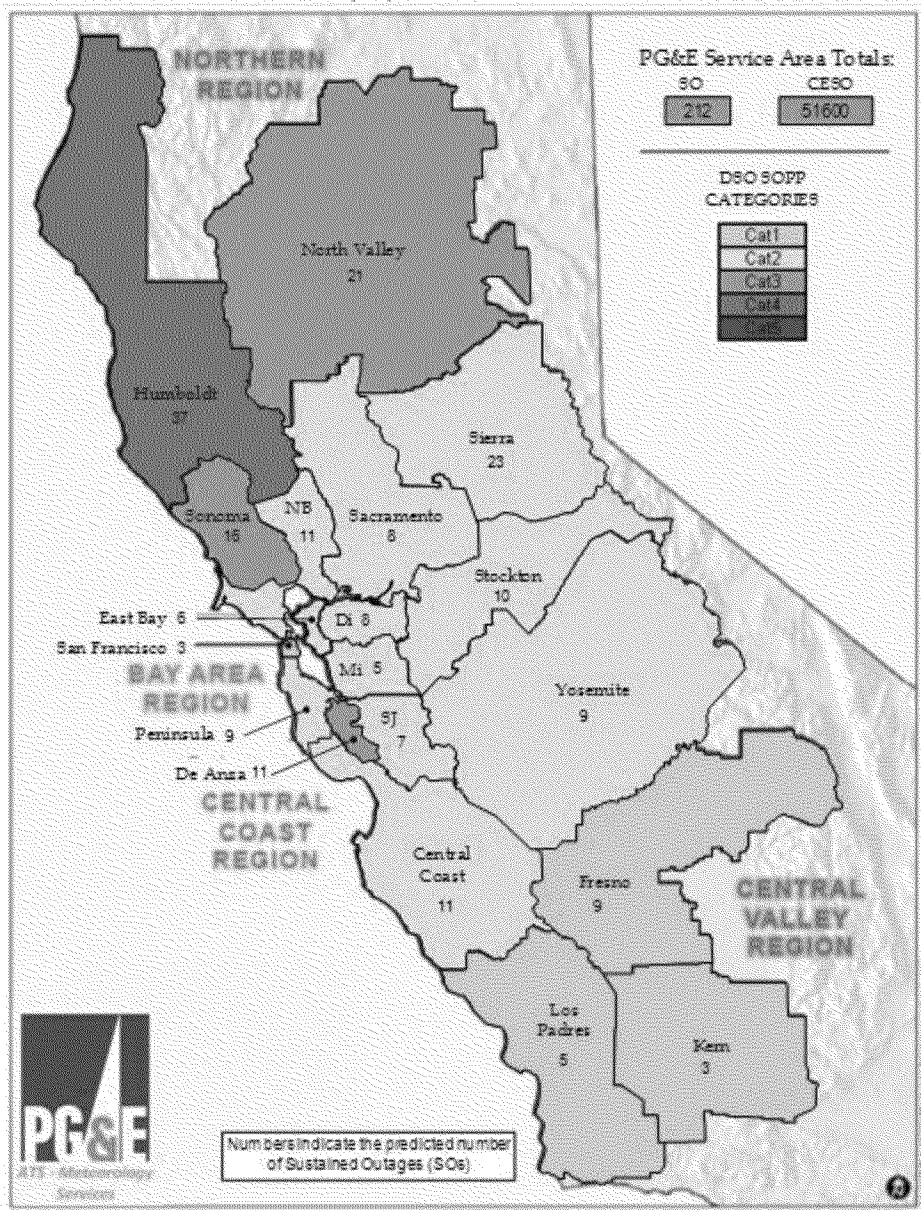 NORTHERN
REGION
PG&E Service Area Totals:
SO CESO
212 51600
DSO SOPP
CATEGORIES
Cat1
Cat2
Cat3
Cat4
Cat5
North Valley
21
Humboldt
37
Sierra
23
Sonoma
16
NB
11
Sacramento
8
Stockton
10
East Bay 6
Di 8
San Francisco 3
Mi 5
BAY AREA
REGION
Yosemite
9
SJ
7
Peninsula 9
De Anza 11
CENTRAL
COAST
REGION
Central
Coast
11
Fresno
9
CENTRAL
VALLEY
REGION
Los
Padres
5
Kern
3
PG&E
ATS - Meteorology
Services
Numbers indicate the predicted number
of Sustained Outages (SOs)